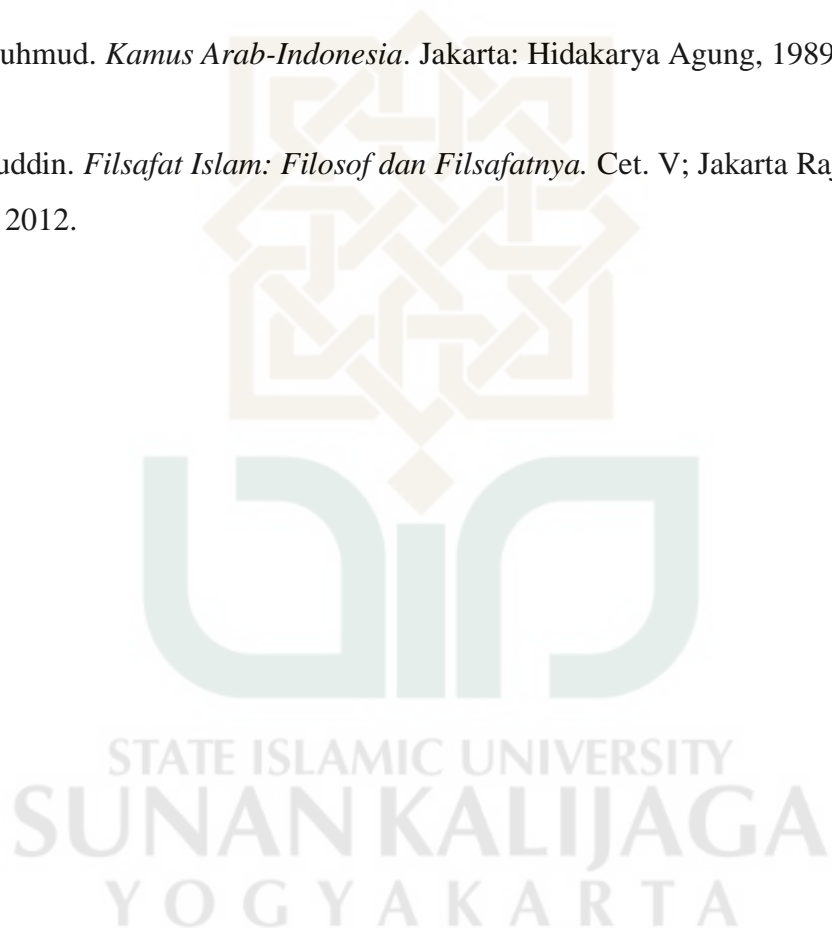 uhmud. Kamus Arab-Indonesia. Jakarta: Hidakarya Agung, 1989
uddin. Filsafat Islam: Filosof dan Filsafatnya. Cet. V; Jakarta Ra
2012.
STATE ISLAMIC UNIVERSITY
SUNAN KALIJAGA
YOGYAKARTA